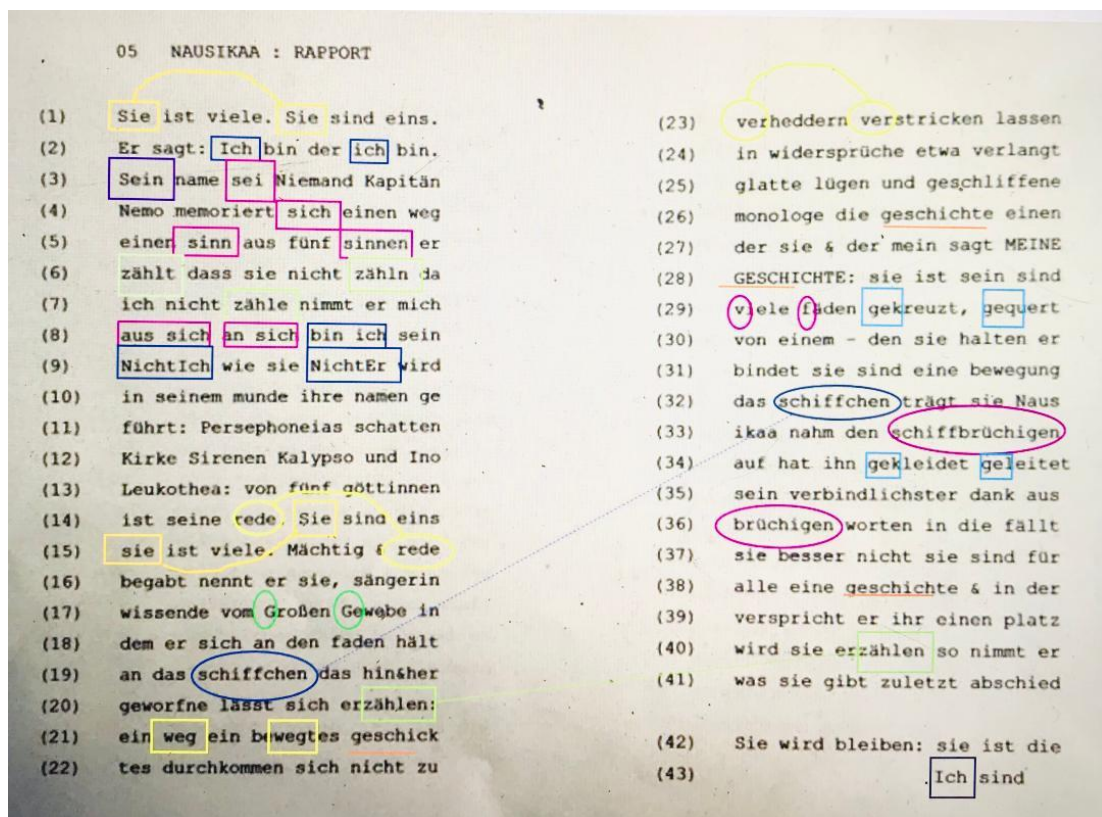 05 NAUSIKAA : RAPPORT
(1) Sie ist viele. Sie sind eins.
(2) Er sagt: Ich bin der ich bin.
(3) Sein name sei Niemand Kapitän
(4) Nemo memoriert sich einen weg
(5) einen sinn aus fünf sinnen er
(6) zählt dass sie nicht zähln da
(7) ich nicht zähle nimmt er mich
(8) aus sich an sich bin ich sein
(9) NichtIch wie sie NichtEr wird
(10) in seinem munde ihre namen ge
(11) führt: Persephoneias schatten
(12) Kirke Sirenen Kalypso und Ino
(13) Leukothea: von fünf göttinnen
(14) ist seine rede. Sie sind eins
(15) sie ist viele. Mächtig & rede
(16) begabt nennt er sie, sängerin
(17) wissende vom Großen Gewebe in
(18) dem er sich an den faden hält
(19) an das schiffchen das hin&her
(20) geworfne lässt sich erzählen:
(21) ein weg ein bewegtes geschick
(22) tes durchkommen sich nicht zu
(23) verheddern verstricken lassen
(24) in widersprüche etwa verlangt
(25) glatte lügen und geschliffene
(26) monologe die geschichte einen
(27) der sie & der mein sagt MEINE
(28) GESCHICHTE: sie ist sein sind
(29) viele fäden gekreuzt, gequert
(30) von einem - den sie halten er
(31) bindet sie sind eine bewegung
(32) das schiffchen trägt sie Naus
(33) ikaa nahm den schiffbrüchigen
(34) auf hat ihn gekleidet geleitet
(35) sein verbindlichster dank aus
(36) brüchigen worten in die fällt
(37) sie besser nicht sie sind für
(38) alle eine geschichte & in der
(39) verspricht er ihr einen platz
(40) wird sie erzählen so nimmt er
(41) was sie gibt zuletzt abschied
(42) Sie wird bleiben: sie ist die
(43) Ich sind